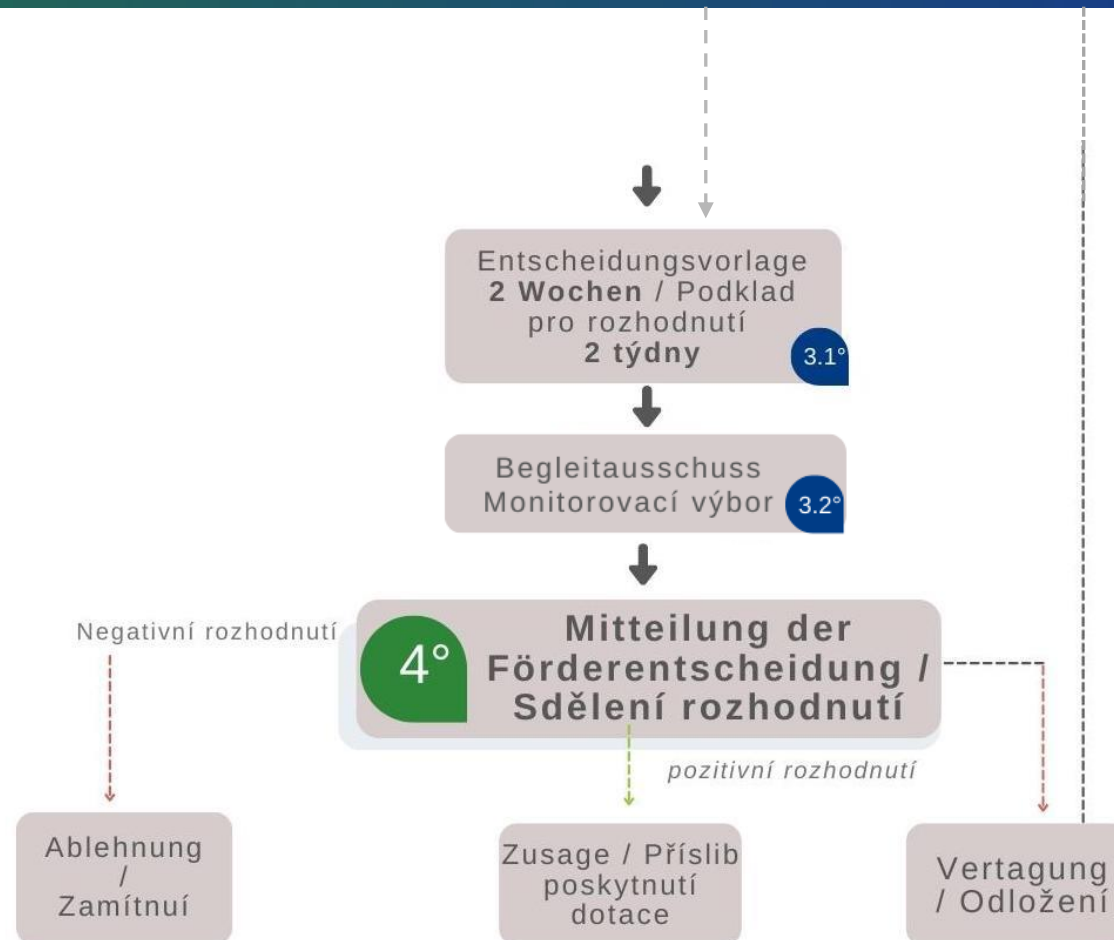 Entscheidungsvorlage
2 Wochen / Podklad
pro rozhodnutí
2 týdny
3.1°
Begleitausschuss
Monitorovací výbor
3.2°
Negativní rozhodnutí
4°
Mitteilung der
Förderentscheidung /
Sdělení rozhodnutí
pozitivní rozhodnutí
Ablehnung
/
Zamítnuí
Zusage / Příslib
poskytnutí
dotace
Vertagung
/ Odložení